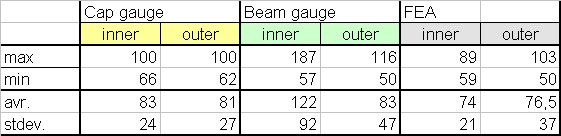 Cap gauge Beam gauge FEA
inner outer inner outer inner outer
max 100 100 187 116 89 103
min 66 62 57 50 59 50
avr. 83 81 122 83 74 76,5
stdev. 24 27 92 47 21 37